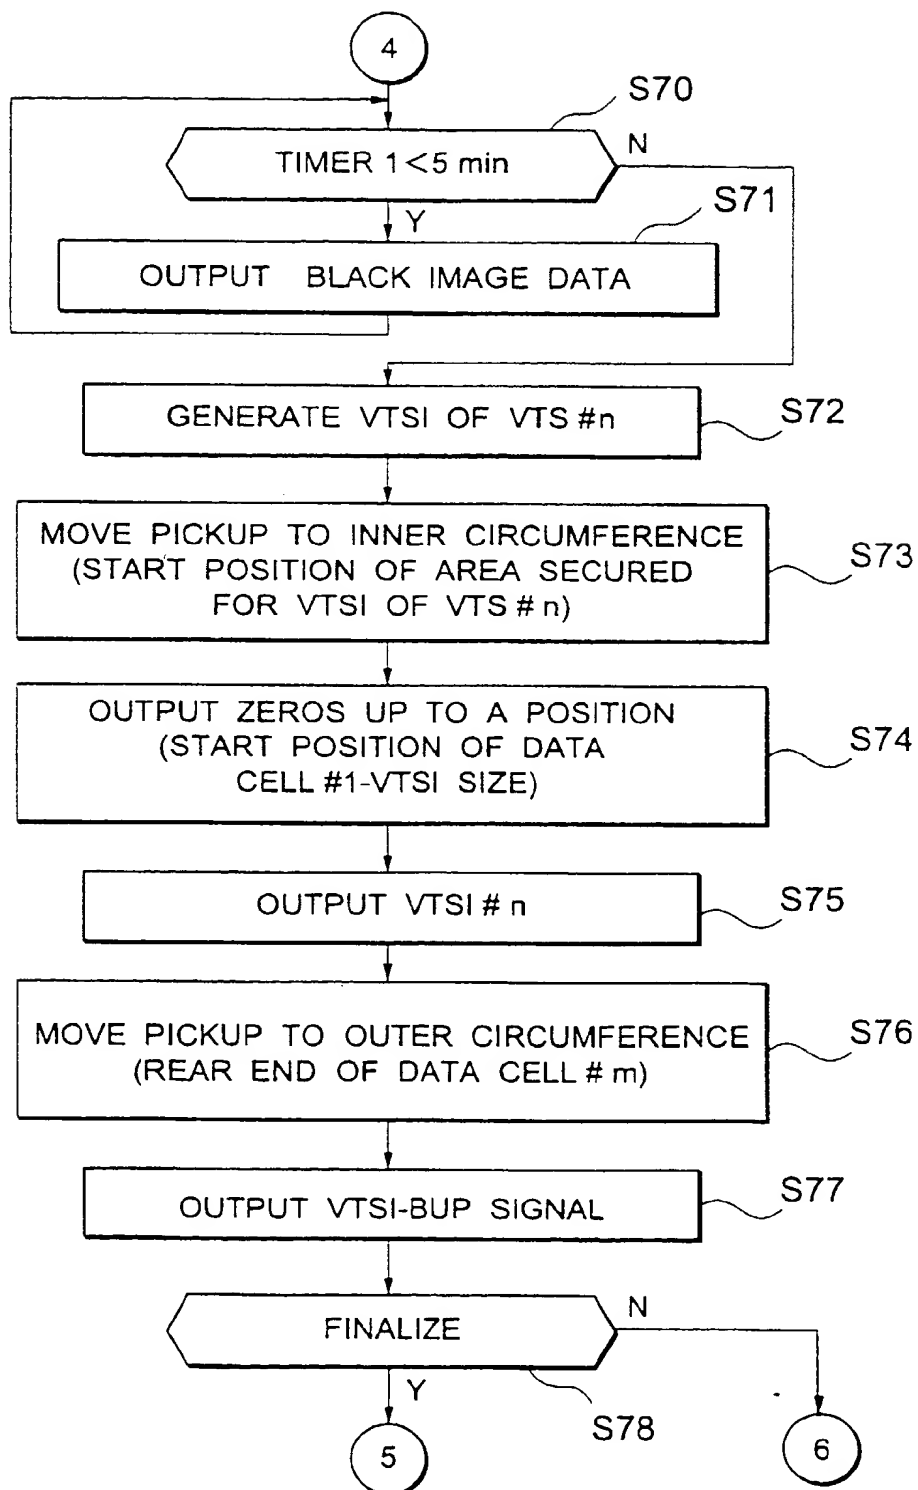 4
S70
TIMER 1<5 min
N
Y
S71
OUTPUT BLACK IMAGE DATA
GENERATE VTSI OF VTS #n
S72
MOVE PICKUP TO INNER CIRCUMFERENCE
(START POSITION OF AREA SECURED
FOR VTSI OF VTS # n)
S73
OUTPUT ZEROS UP TO A POSITION
(START POSITION OF DATA
CELL #1-VTSI SIZE)
S74
OUTPUT VTSI # n
S75
MOVE PICKUP TO OUTER CIRCUMFERENCE
(REAR END OF DATA CELL # m)
S76
OUTPUT VTSI-BUP SIGNAL
S77
FINALIZE
N
Y
S78
5
6